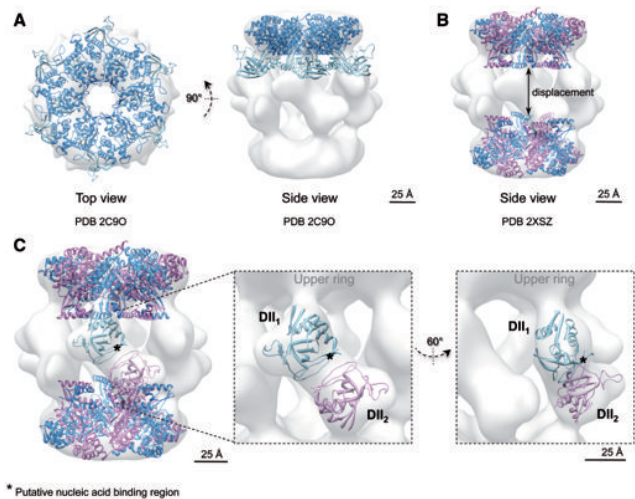 A
90°
Top view
PDB 2C9O
Side view
PDB 2C9O
25 Å
B
displacement
Side view
PDB 2XSZ
25 Å
C
25 Å
Upper ring
DII1
DII2
60°
Upper ring
DII1
DII2
25 Å
* Putative nucleic acid binding region